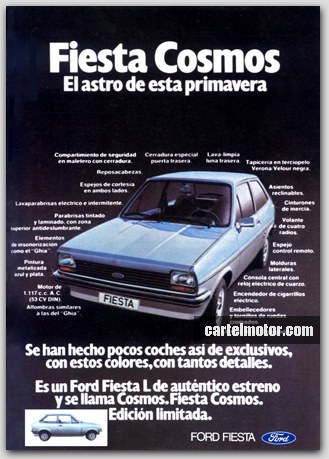 Fiesta Cosmos
El astro de esta primavera
Compartimento de seguridad
en maletero con cerradura.
Cerradura especial
puerta trasera.
Lava-limpia
luna trasera.
Tapicería en terciopelo
Verona Velour negra.
Reposacabezas.
Espejos de cortesía
en ambos lados.
Asientos
reclinables.
Lavaparabrisas eléctrico e intermitente.
Cinturones
de inercia.
Parabrisas tintado
y laminado, con zona
superior antideslumbrante.
Volante
de cuatro
radios.
Elementos
de insonorización
como el "Ghia"
Espejo
control remoto.
Molduras
laterales.
Pintura
metalizada
azul y plata.
Consola central con
reloj eléctrico de cuarzo.
Motor de
1.117 c.c. A.C.
(53 CV DIN)
Encendedor de cigarrillos
eléctrico.
Alfombras similares
a las del "Ghia"
Embellecedores
y tornillos de ruedas
FIESTA
cartelmotor.com
Se han hecho pocos coches así de exclusivos,
con estos colores, con tantos detalles.
Es un Ford Fiesta L de auténtico estreno
y se llama Cosmos. Fiesta Cosmos.
Edición limitada.
FORD FIESTA
Ford